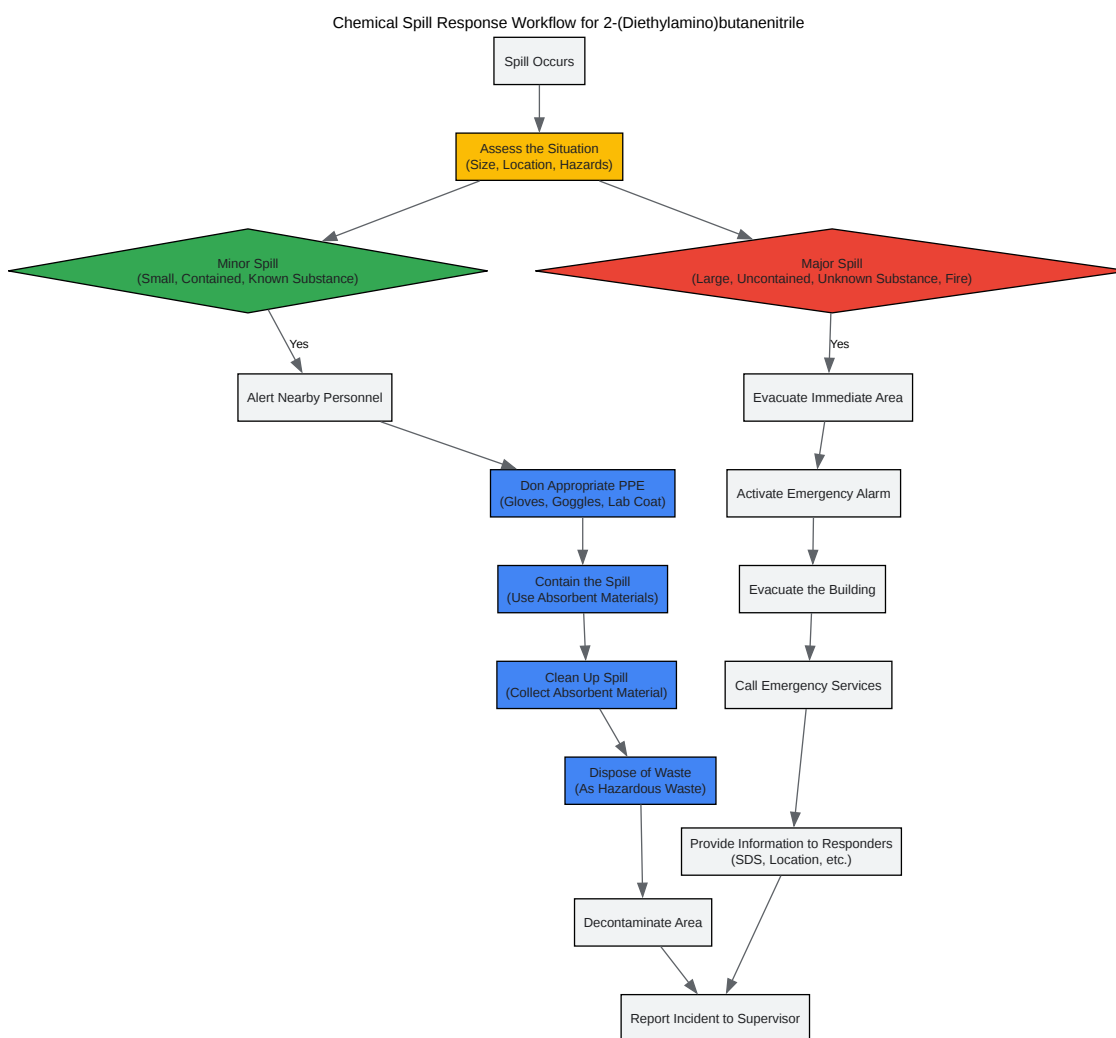 Chemical Spill Response Workflow for 2-(Diethylamino)butanenitrile
Spill Occurs
Assess the Situation
(Size, Location, Hazards)
Minor Spill
(Small, Contained, Known Substance)
Major Spill
(Large, Uncontained, Unknown Substance, Fire)
Yes
Yes
Alert Nearby Personnel
Evacuate Immediate Area
Don Appropriate PPE
(Gloves, Goggles, Lab Coat)
Activate Emergency Alarm
Contain the Spill
(Use Absorbent Materials)
Evacuate the Building
Clean Up Spill
(Collect Absorbent Material)
Call Emergency Services
Dispose of Waste
(As Hazardous Waste)
Provide Information to Responders
(SDS, Location, etc.)
Decontaminate Area
Report Incident to Supervisor